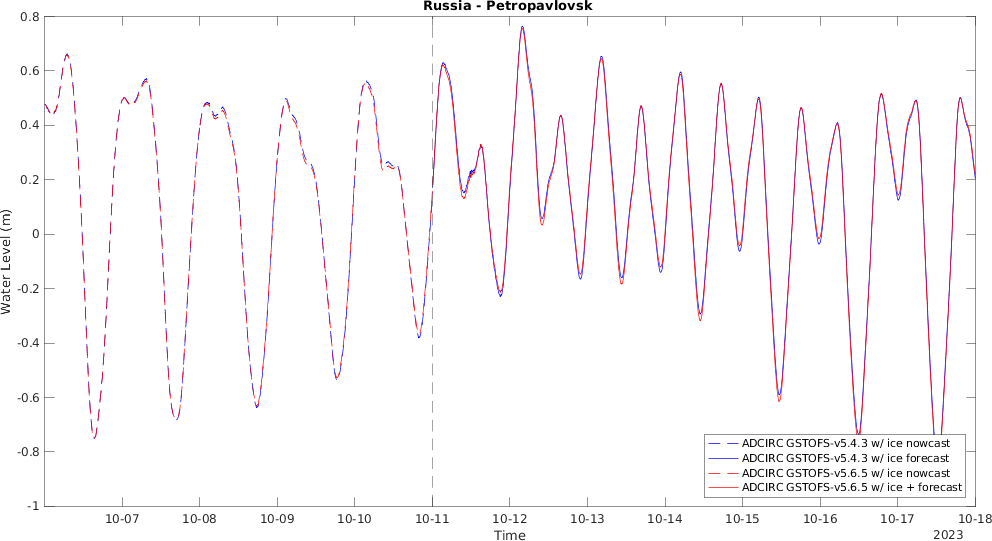 Russia - Petropavlovsk
Water Level (m)
0.8
0.6
0.4
0.2
0
-0.2
-0.4
-0.6
-0.8
-1
ADCIRC GSTOFS-v5.4.3 w/ ice nowcast
ADCIRC GSTOFS-v5.4.3 w/ ice forecast
ADCIRC GSTOFS-v5.6.5 w/ ice nowcast
ADCIRC GSTOFS-v5.6.5 w/ ice + forecast
10-07 10-08 10-09 10-10 10-11 10-12 10-13 10-14 10-15 10-16 10-17 10-18
Time
2023